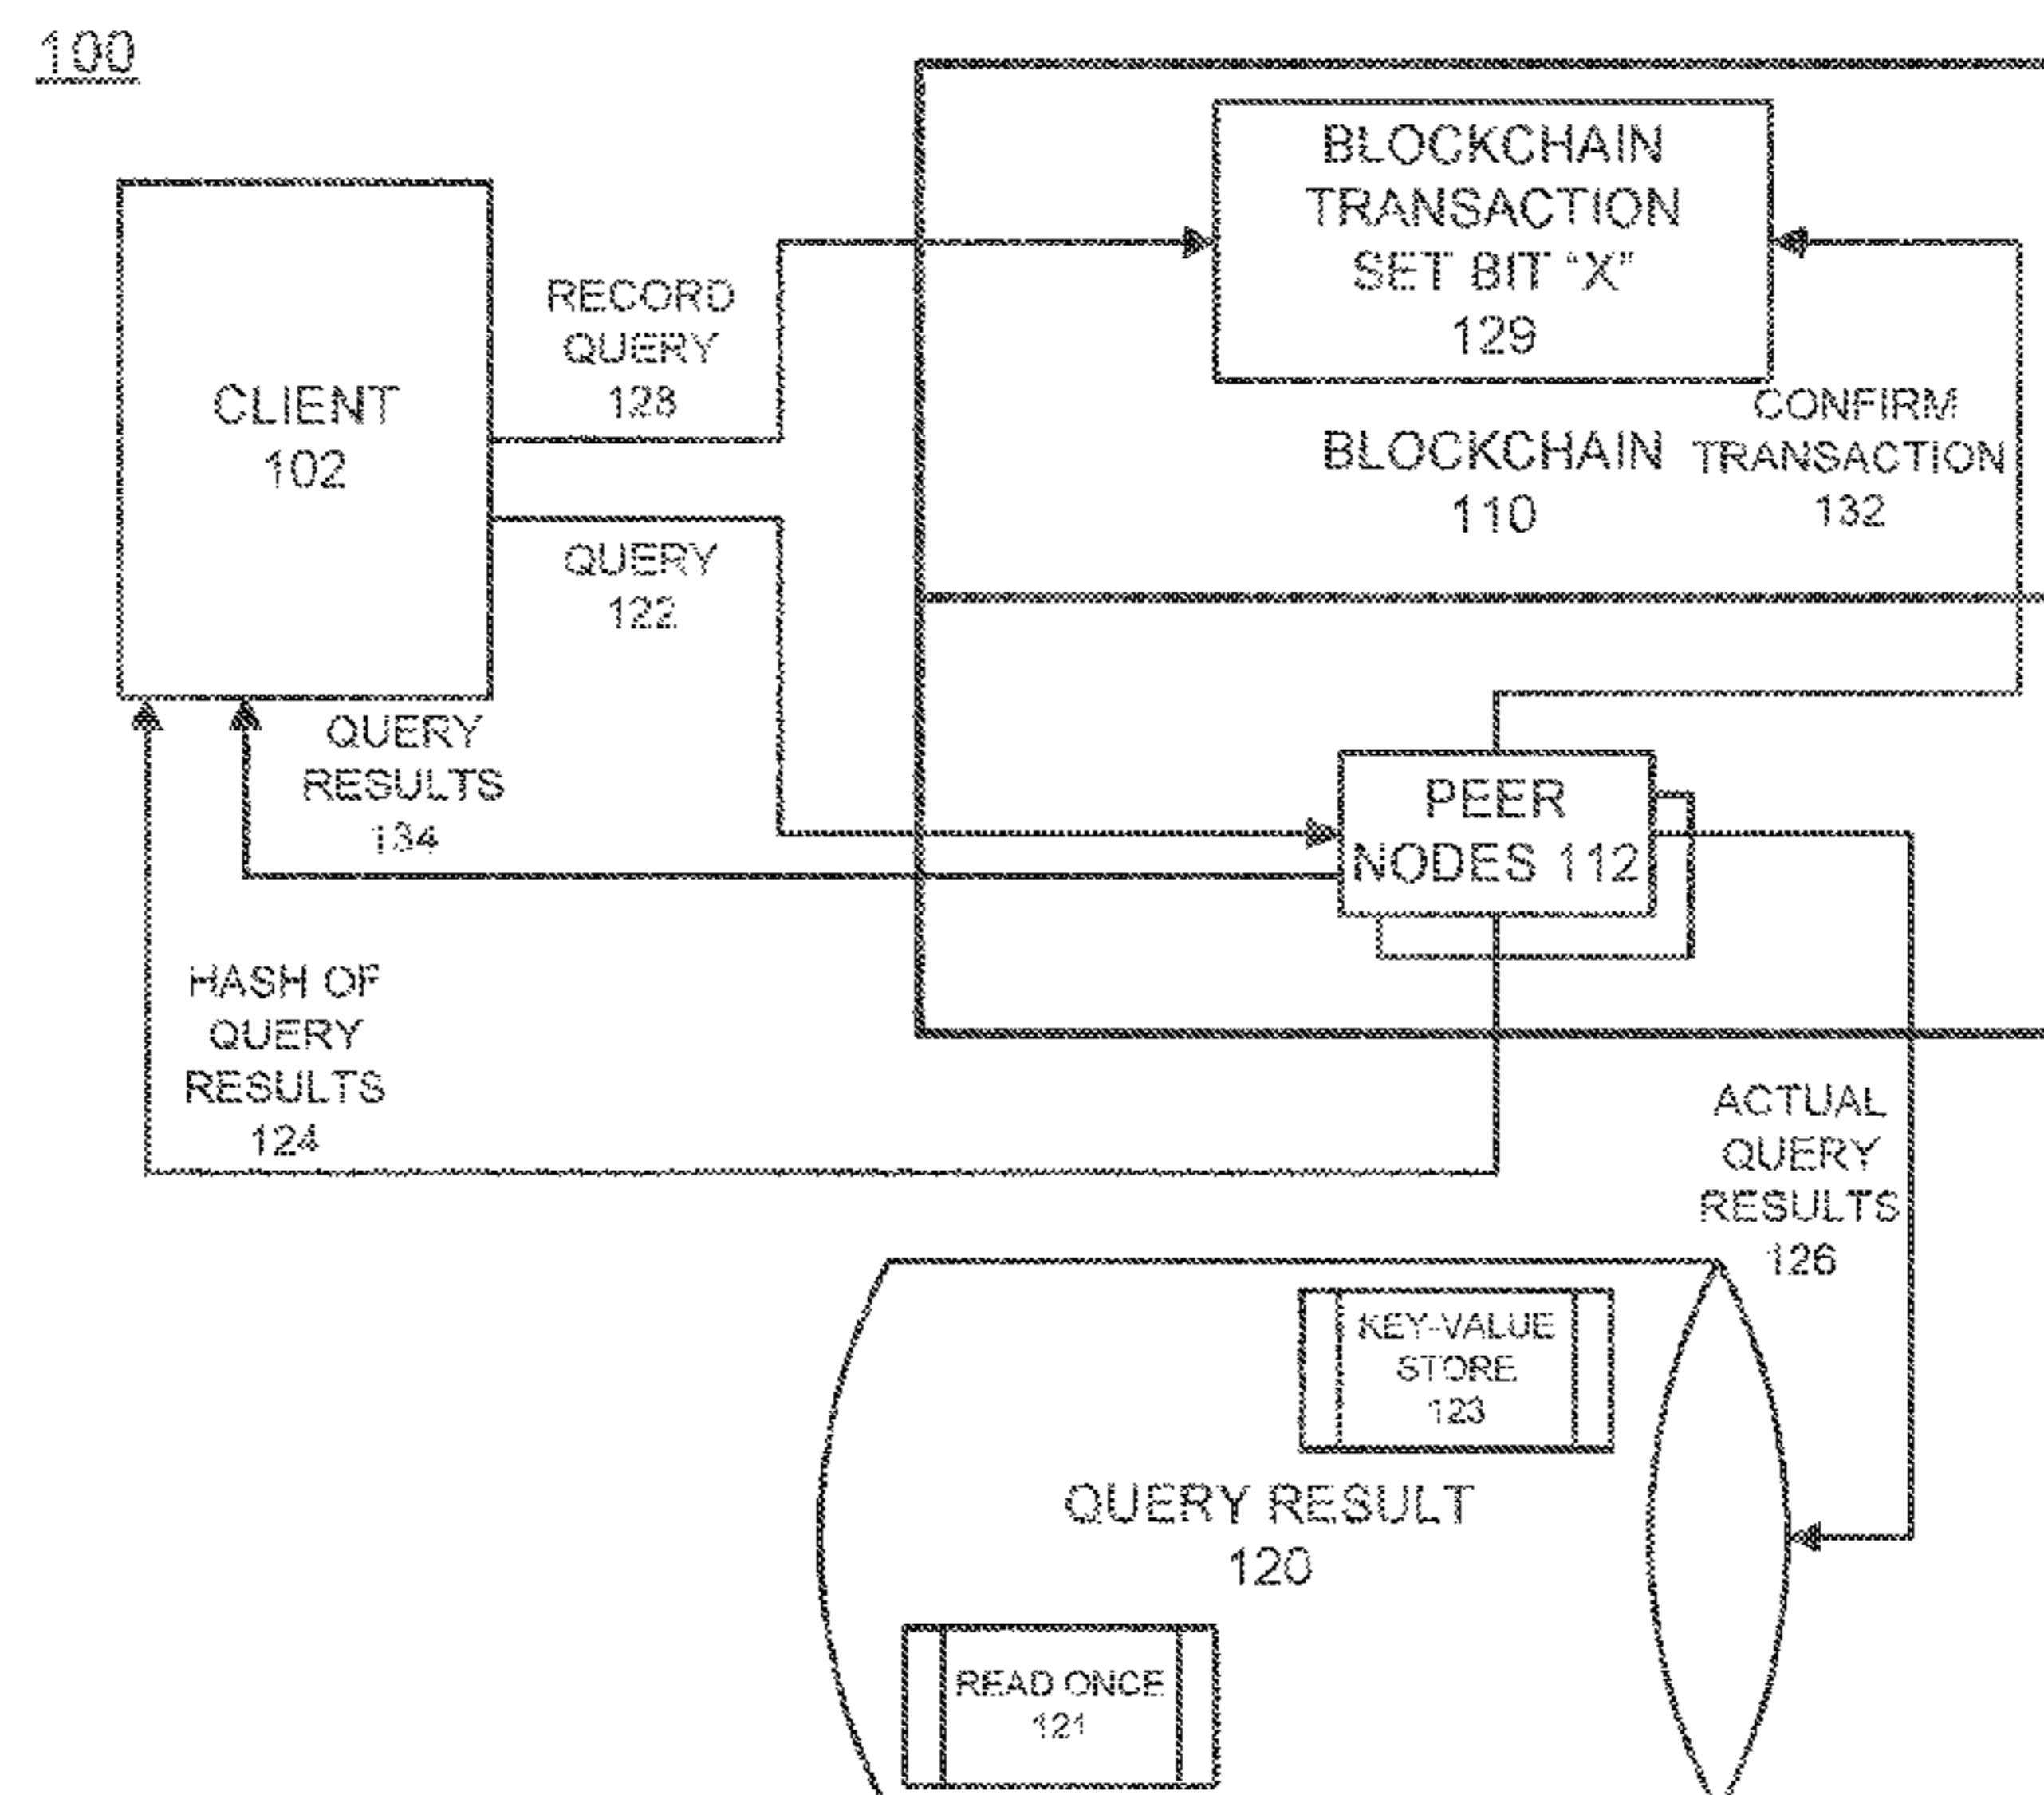 100
BLOCKCHAIN
TRANSACTION
SET BIT "X"
129
RECORD
QUERY
128
CLIENT
102
CONFIRM
TRANSACTION
132
BLOCKCHAIN
110
QUERY
122
QUERY
RESULTS
134
PEER
NODES 112
HASH OF
QUERY
RESULTS
124
ACTUAL
QUERY
RESULTS
126
KEY-VALUE
STORE
123
QUERY RESULT
120
READ ONCE
121